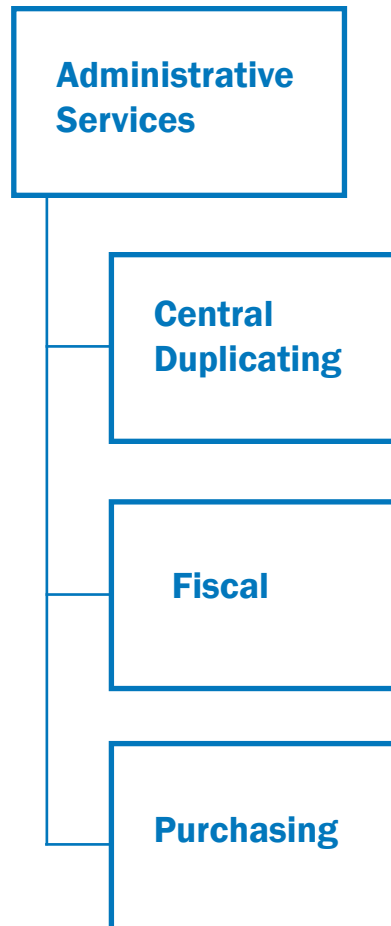 Administrative
Services
Central
Duplicating
Fiscal
Purchasing